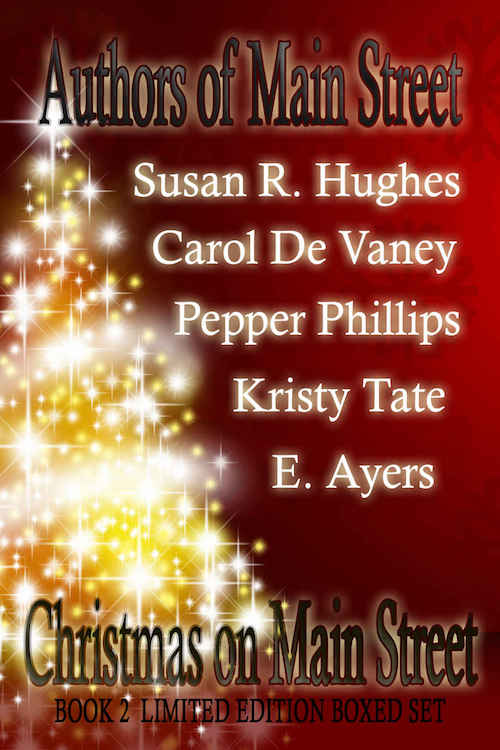 Authors of Main Street
Susan R. Hughes
Carol De Vaney
Pepper Phillips
Kristy Tate
E. Ayers
Christmas on Main Street
BOOK 2 LIMITED EDITION BOXED SET